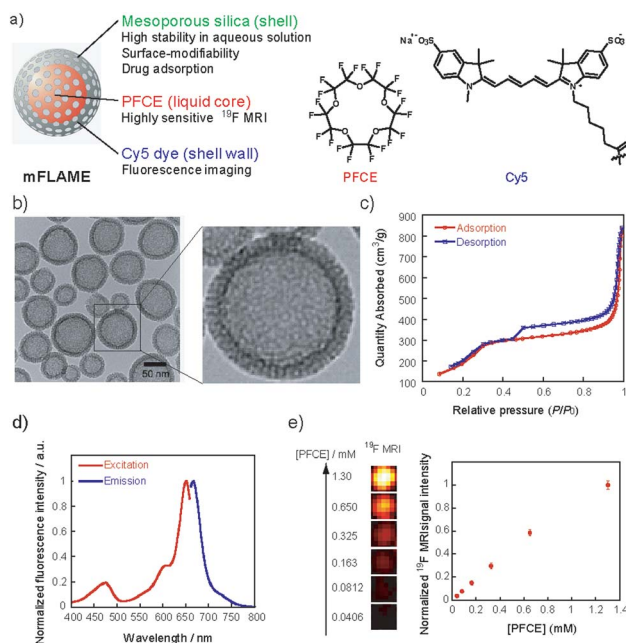 a)
Mesoporous silica (shell)
High stability in aqueous solution
Surface-modifiability
Drug adsorption
PFCE (liquid core)
Highly sensitive ¹⁹F MRI
Cy5 dye (shell wall)
Fluorescence imaging
mFLAME
F F F F
F F
F F
F F
F F
F F
F F
F F F F
O O O O O
PFCE
Na⁺⁻O₃S
SO₃⁻
N
N⁺
O
Cy5
b)
50 nm
c)
Quantity Absorbed (cm³/g)
900
800
700
600
500
400
300
200
100
Adsorption
Desorption
0 0.2 0.4 0.6 0.8 1
Relative pressure (P/P₀)
d)
Normalized fluorescence intensity / a.u.
Excitation
Emission
1
0.8
0.6
0.4
0.2
0
400 450 500 550 600 650 700 750 800
Wavelength / nm
e)
[PFCE] / mM
¹⁹F MRI
1.30
0.650
0.325
0.163
0.0812
0.0406
Normalized ¹⁹F MRIsignal intensity
1
0.8
0.6
0.4
0.2
0
0 0.2 0.4 0.6 0.8 1 1.2 1.4
[PFCE] (mM)